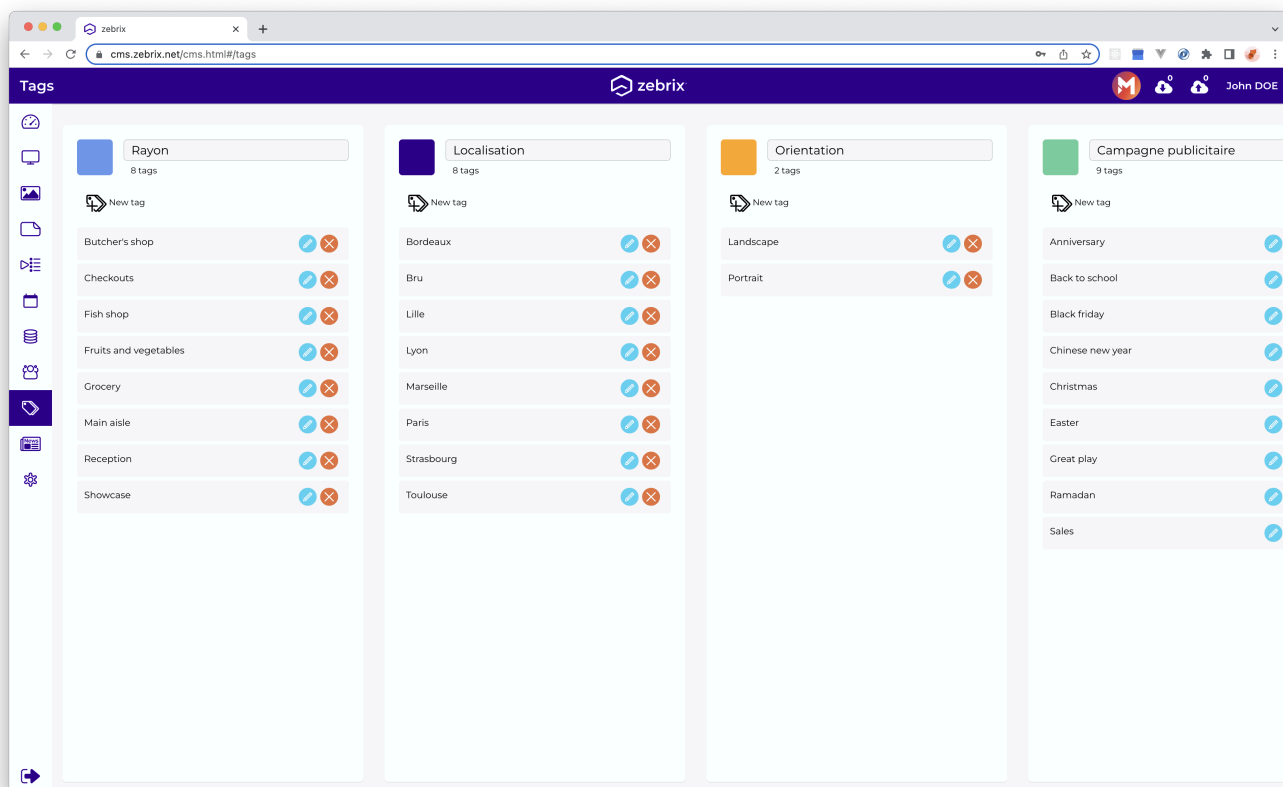 zebrix
cms.zebrix.net/cms.html#/tags
Tags
zebrix
0
0
John DOE
Rayon
8 tags
New tag
Butcher's shop
Checkouts
Fish shop
Fruits and vegetables
Grocery
Main aisle
Reception
Showcase
Localisation
8 tags
New tag
Bordeaux
Bru
Lille
Lyon
Marseille
Paris
Strasbourg
Toulouse
Orientation
2 tags
New tag
Landscape
Portrait
Campagne publicitaire
9 tags
New tag
Anniversary
Back to school
Black friday
Chinese new year
Christmas
Easter
Great play
Ramadan
Sales
News